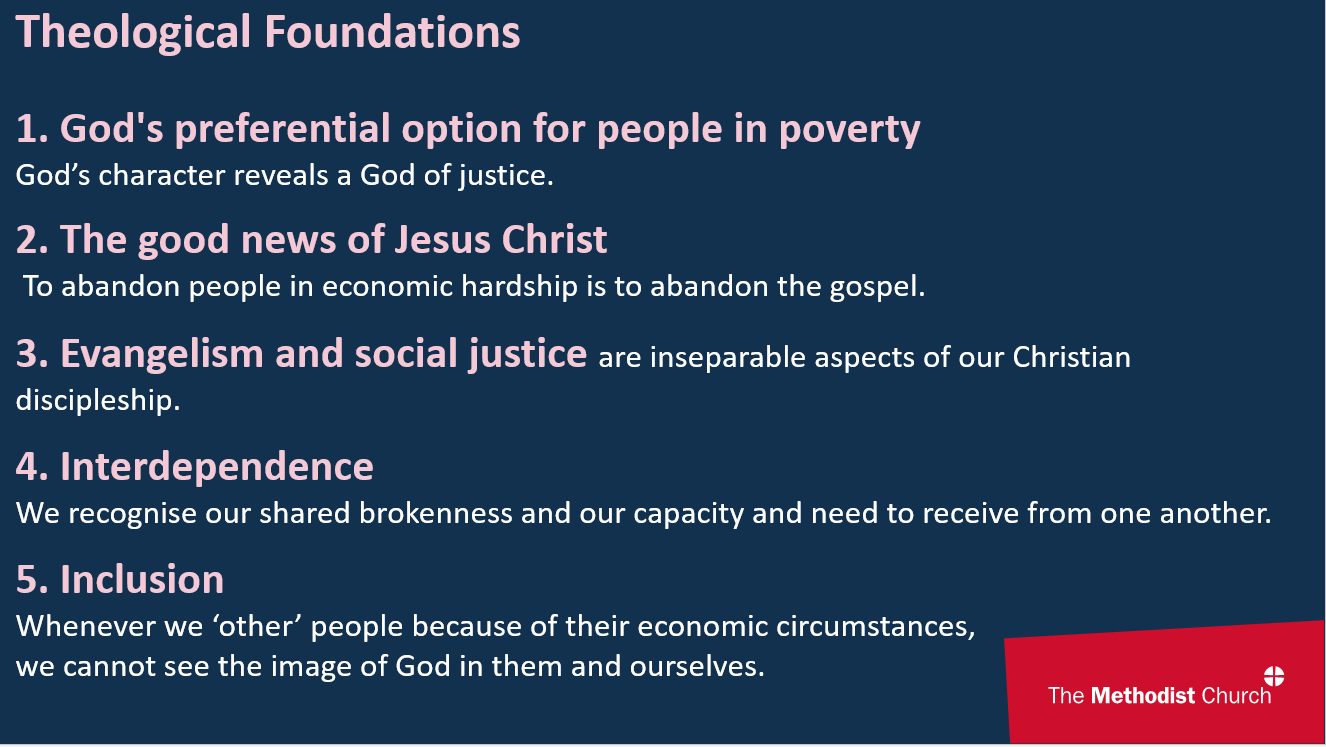 Theological Foundations
1. God's preferential option for people in poverty
God’s character reveals a God of justice.
2. The good news of Jesus Christ
To abandon people in economic hardship is to abandon the gospel.
3. Evangelism and social justice are inseparable aspects of our Christian
discipleship.
4. Interdependence
We recognise our shared brokenness and our capacity and need to receive from one another.
5. Inclusion
Whenever we ‘other’ people because of their economic circumstances,
we cannot see the image of God in them and ourselves.
The Methodist Church